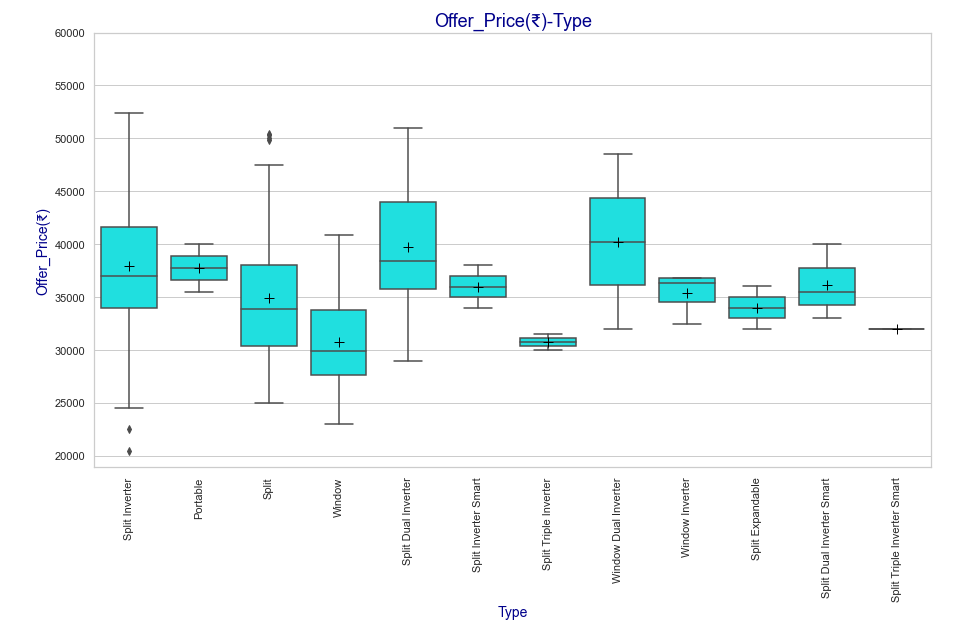 Offer_Price(₹)-Type
60000
55000
50000
45000
40000
35000
30000
25000
20000
Offer_Price(₹)
Split Inverter
Portable
Split
Window
Split Dual Inverter
Split Inverter Smart
Split Triple Inverter
Window Dual Inverter
Window Inverter
Split Expandable
Split Dual Inverter Smart
Split Triple Inverter Smart
Type